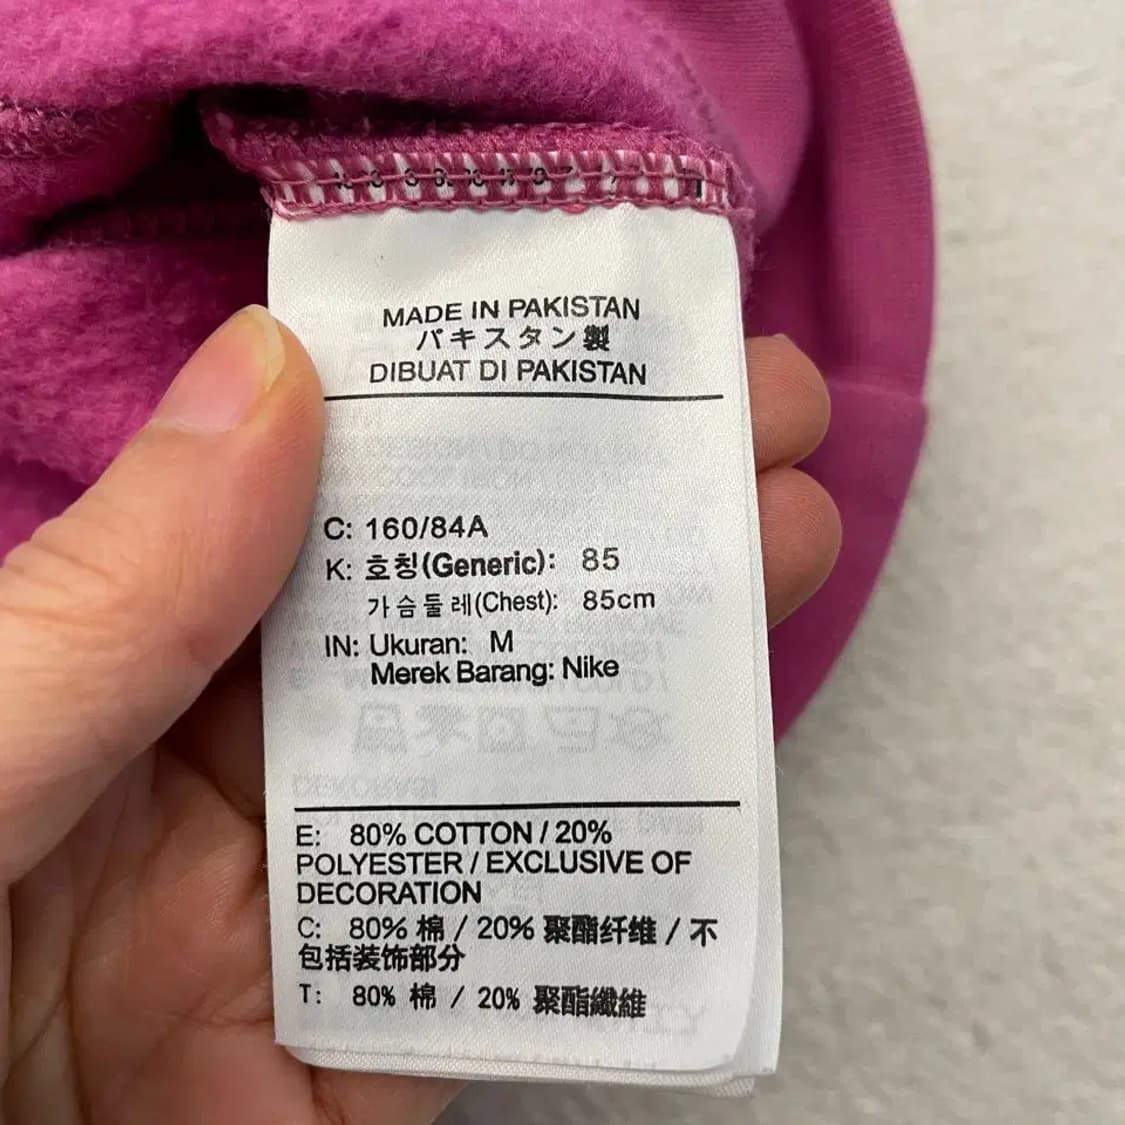 MADE IN PAKISTAN
パキスタン製
DIBUAT DI PAKISTAN
C: 160/84A
K: 호칭(Generic): 85
가슴둘레(Chest): 85cm
IN: Ukuran: M
Merek Barang: Nike
E: 80% COTTON / 20%
POLYESTER / EXCLUSIVE OF
DECORATION
C: 80% 棉 / 20% 聚酯纤维 / 不
包括装饰部分
T: 80% 棉 / 20% 聚酯纖維